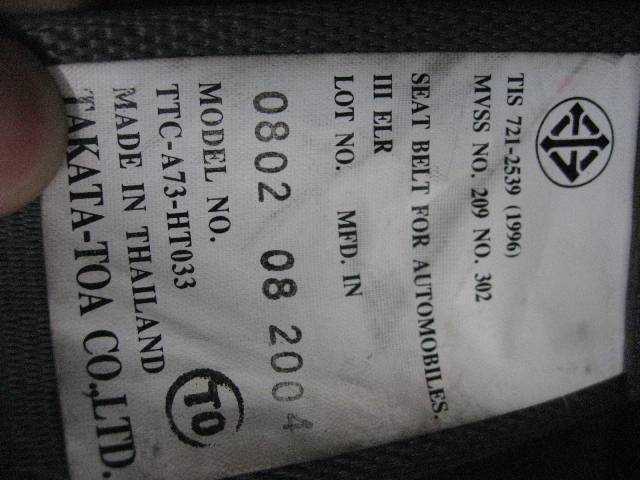 TIS 721-2539 (1996)
MVSS NO. 209 NO. 302
SEAT BELT FOR AUTOMOBILES.
III ELR
LOT NO. MFD. IN
0802 08 2004
MODEL NO.
TTC-A73-HT033
MADE IN THAILAND
TO
TAKATA-TOA CO.,LTD.